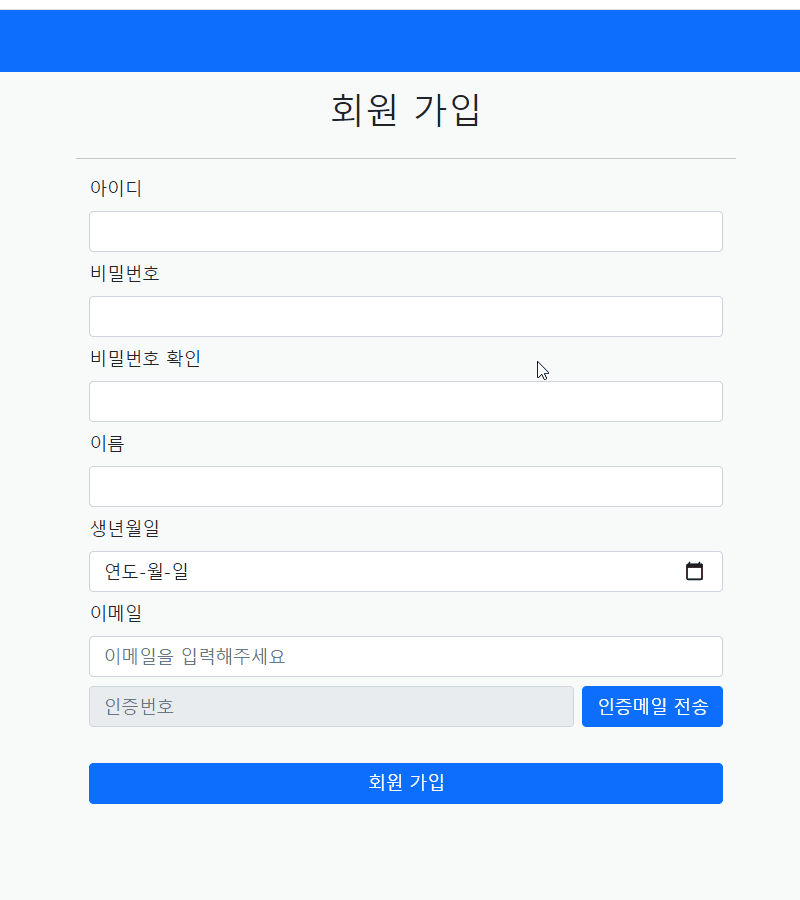 회원 가입
아이디
비밀번호
비밀번호 확인
이름
생년월일
연도-월-일
이메일
이메일을 입력해주세요
인증번호 인증메일 전송
회원 가입